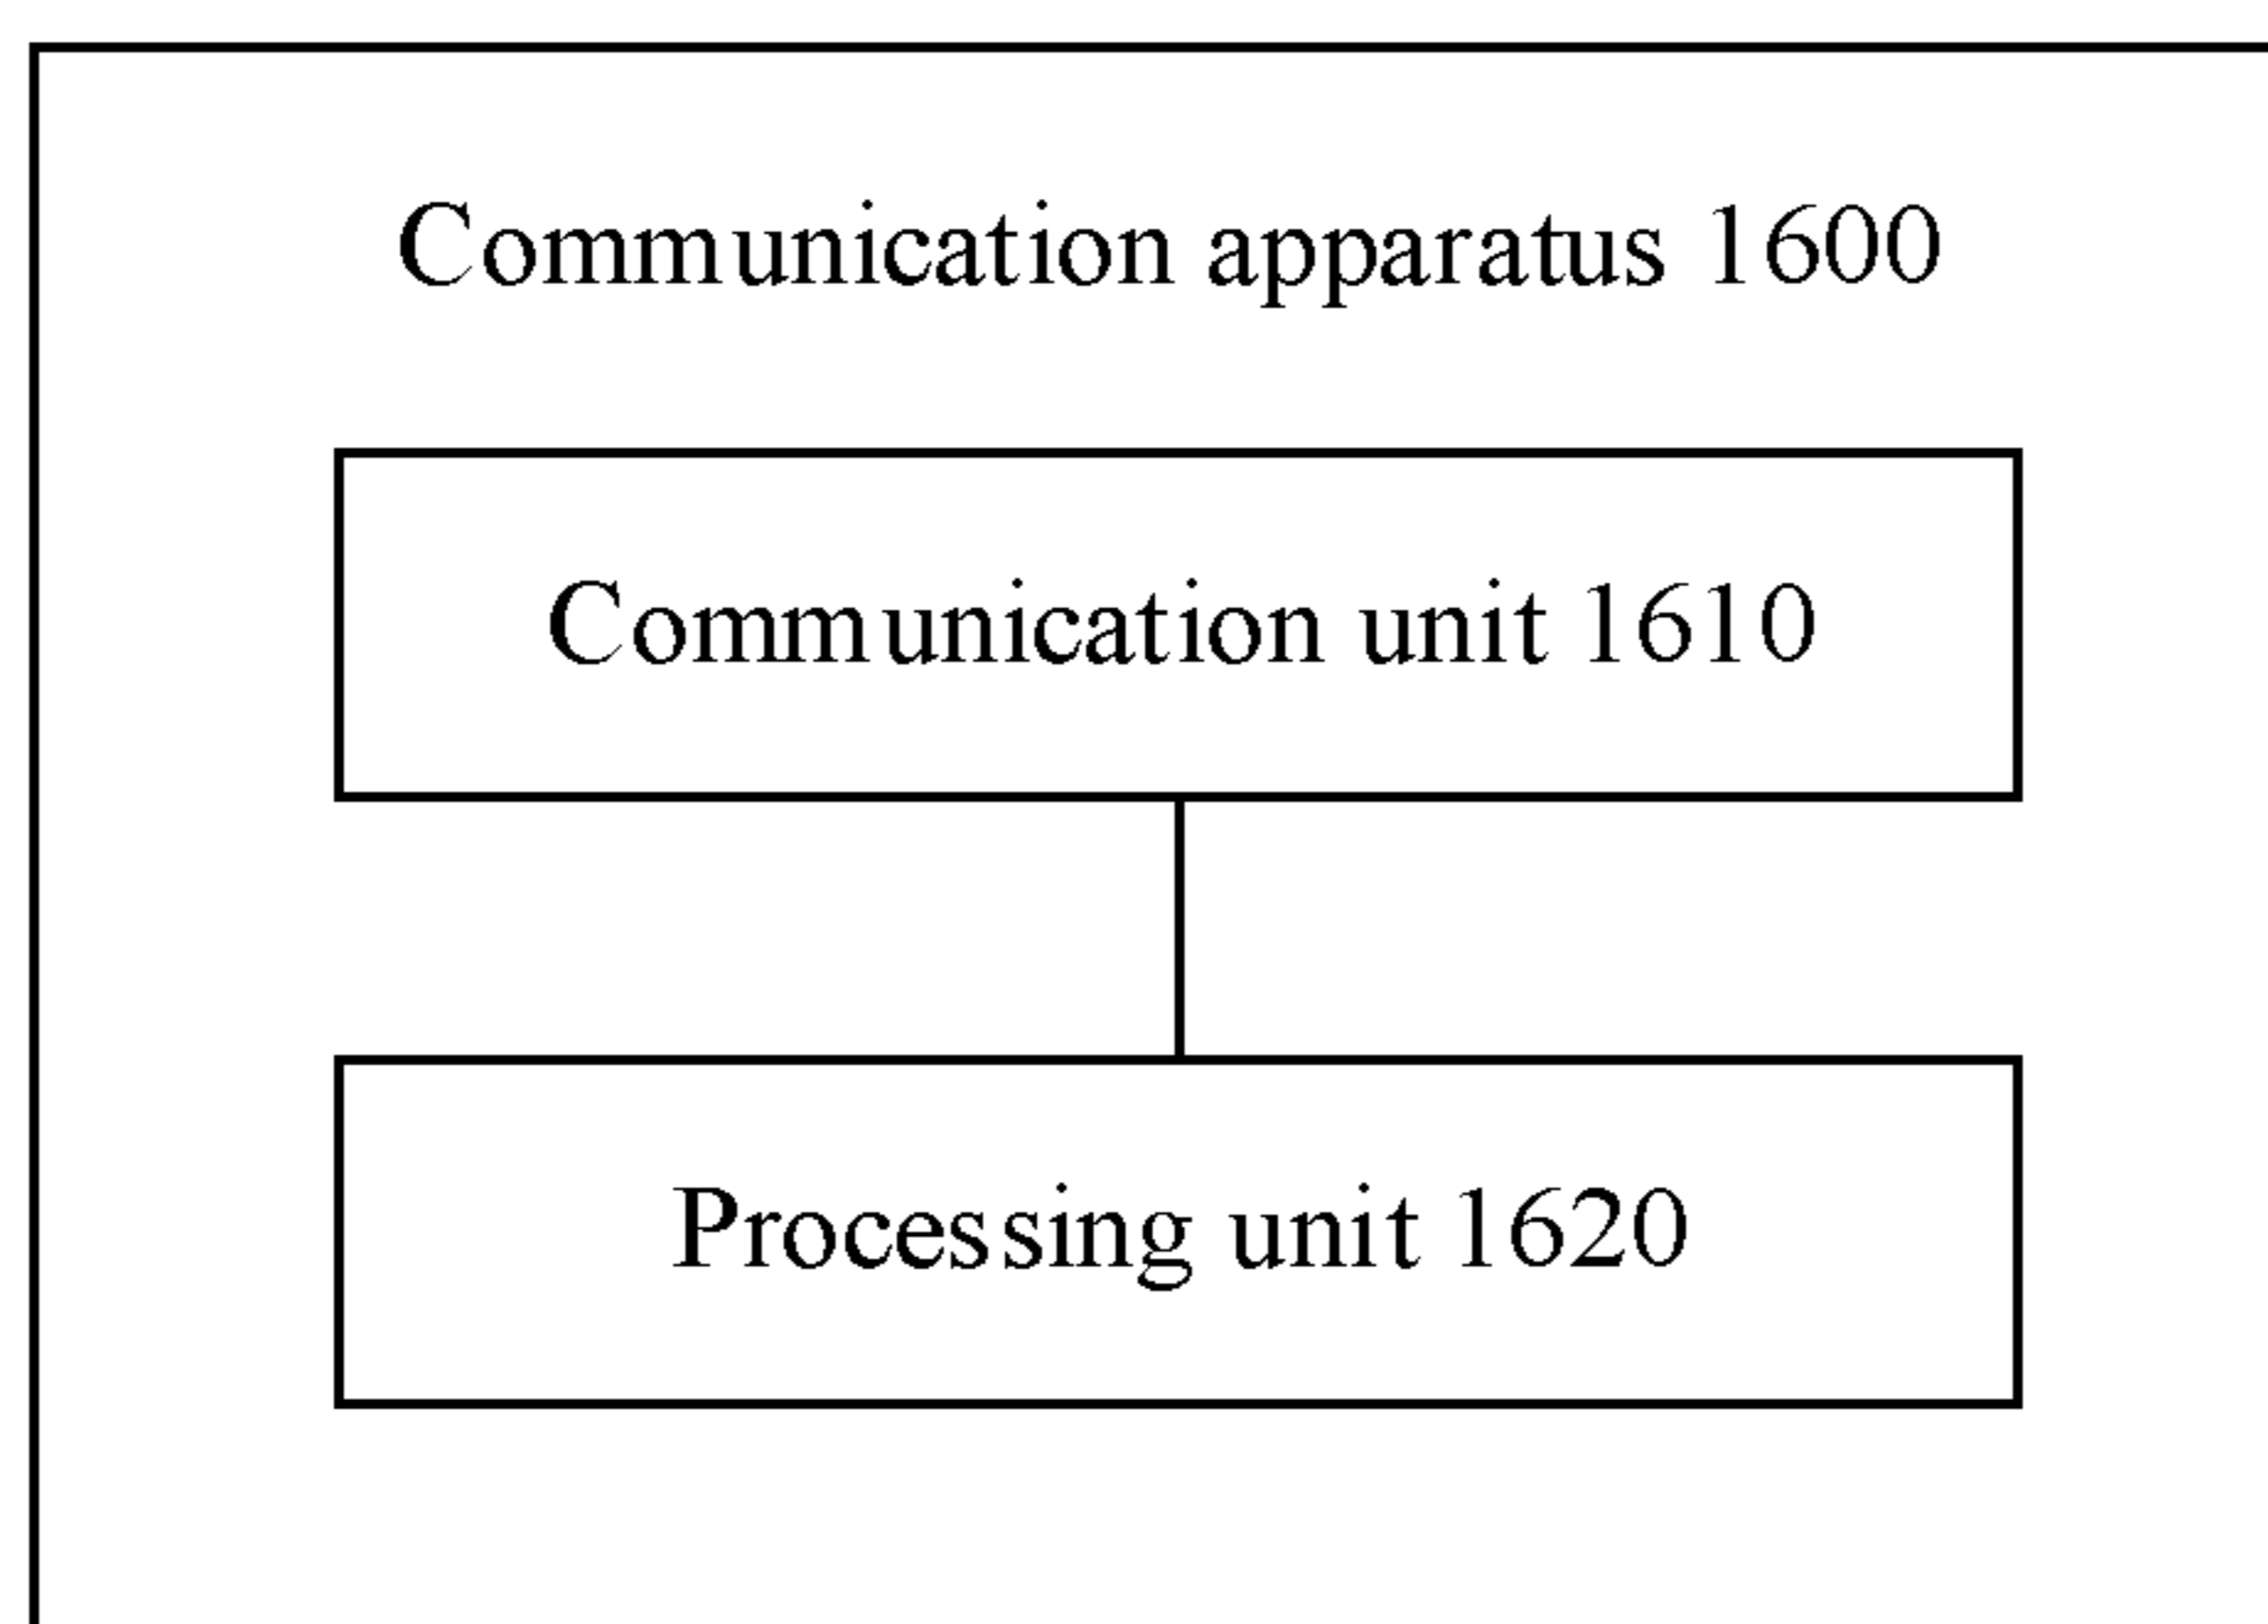 Communication apparatus 1600
Communication unit 1610
Processing unit 1620